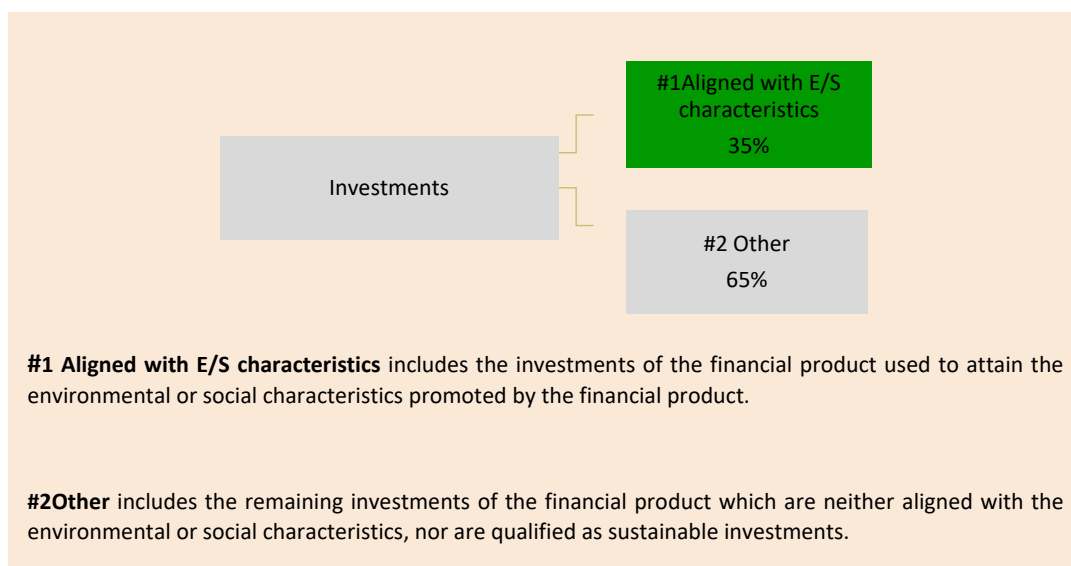 #1Aligned with E/S
characteristics
35%
Investments
#2 Other
65%
#1 Aligned with E/S characteristics includes the investments of the financial product used to attain the
environmental or social characteristics promoted by the financial product.
#2Other includes the remaining investments of the financial product which are neither aligned with the
environmental or social characteristics, nor are qualified as sustainable investments.